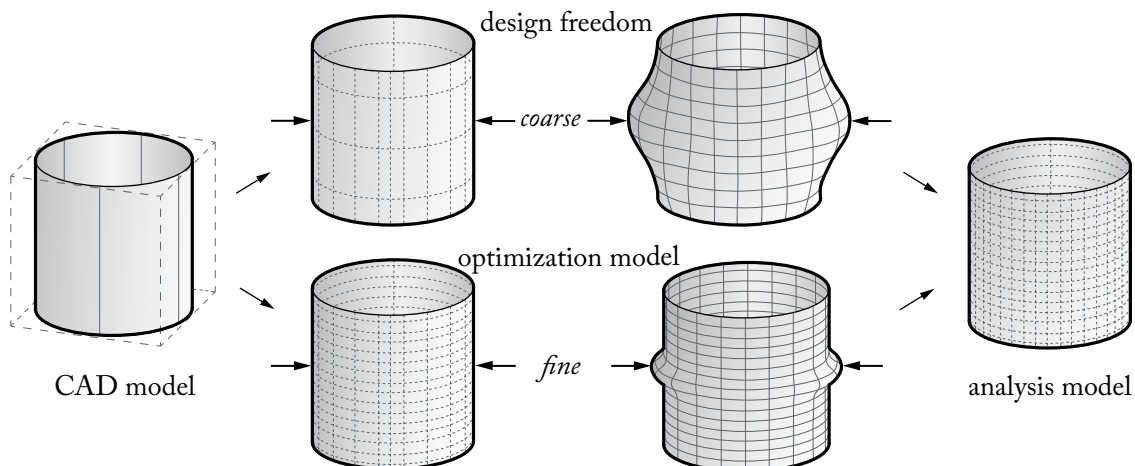 design freedom
coarse
optimization model
CAD model
fine
analysis model